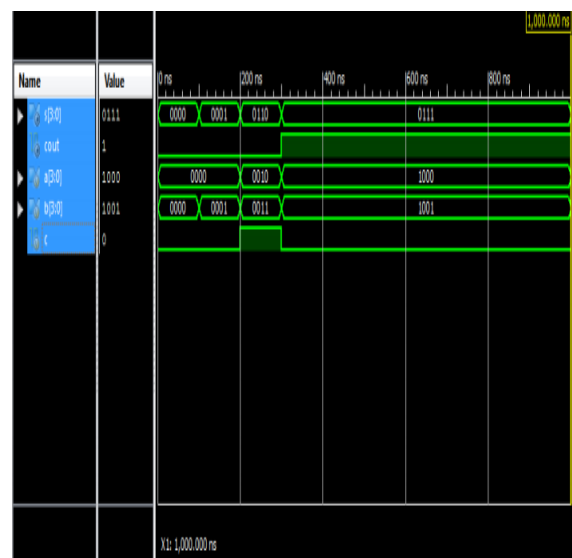 1,000.000 ns
Name Value 0 ns 200 ns 400 ns 600 ns 800 ns
s[3:0] 0111 0000 0001 0110 0111
cout 1
a[3:0] 1000 0000 0010 1000
b[3:0] 1001 0000 0001 0011 1001
c 0
X1: 1,000.000 ns